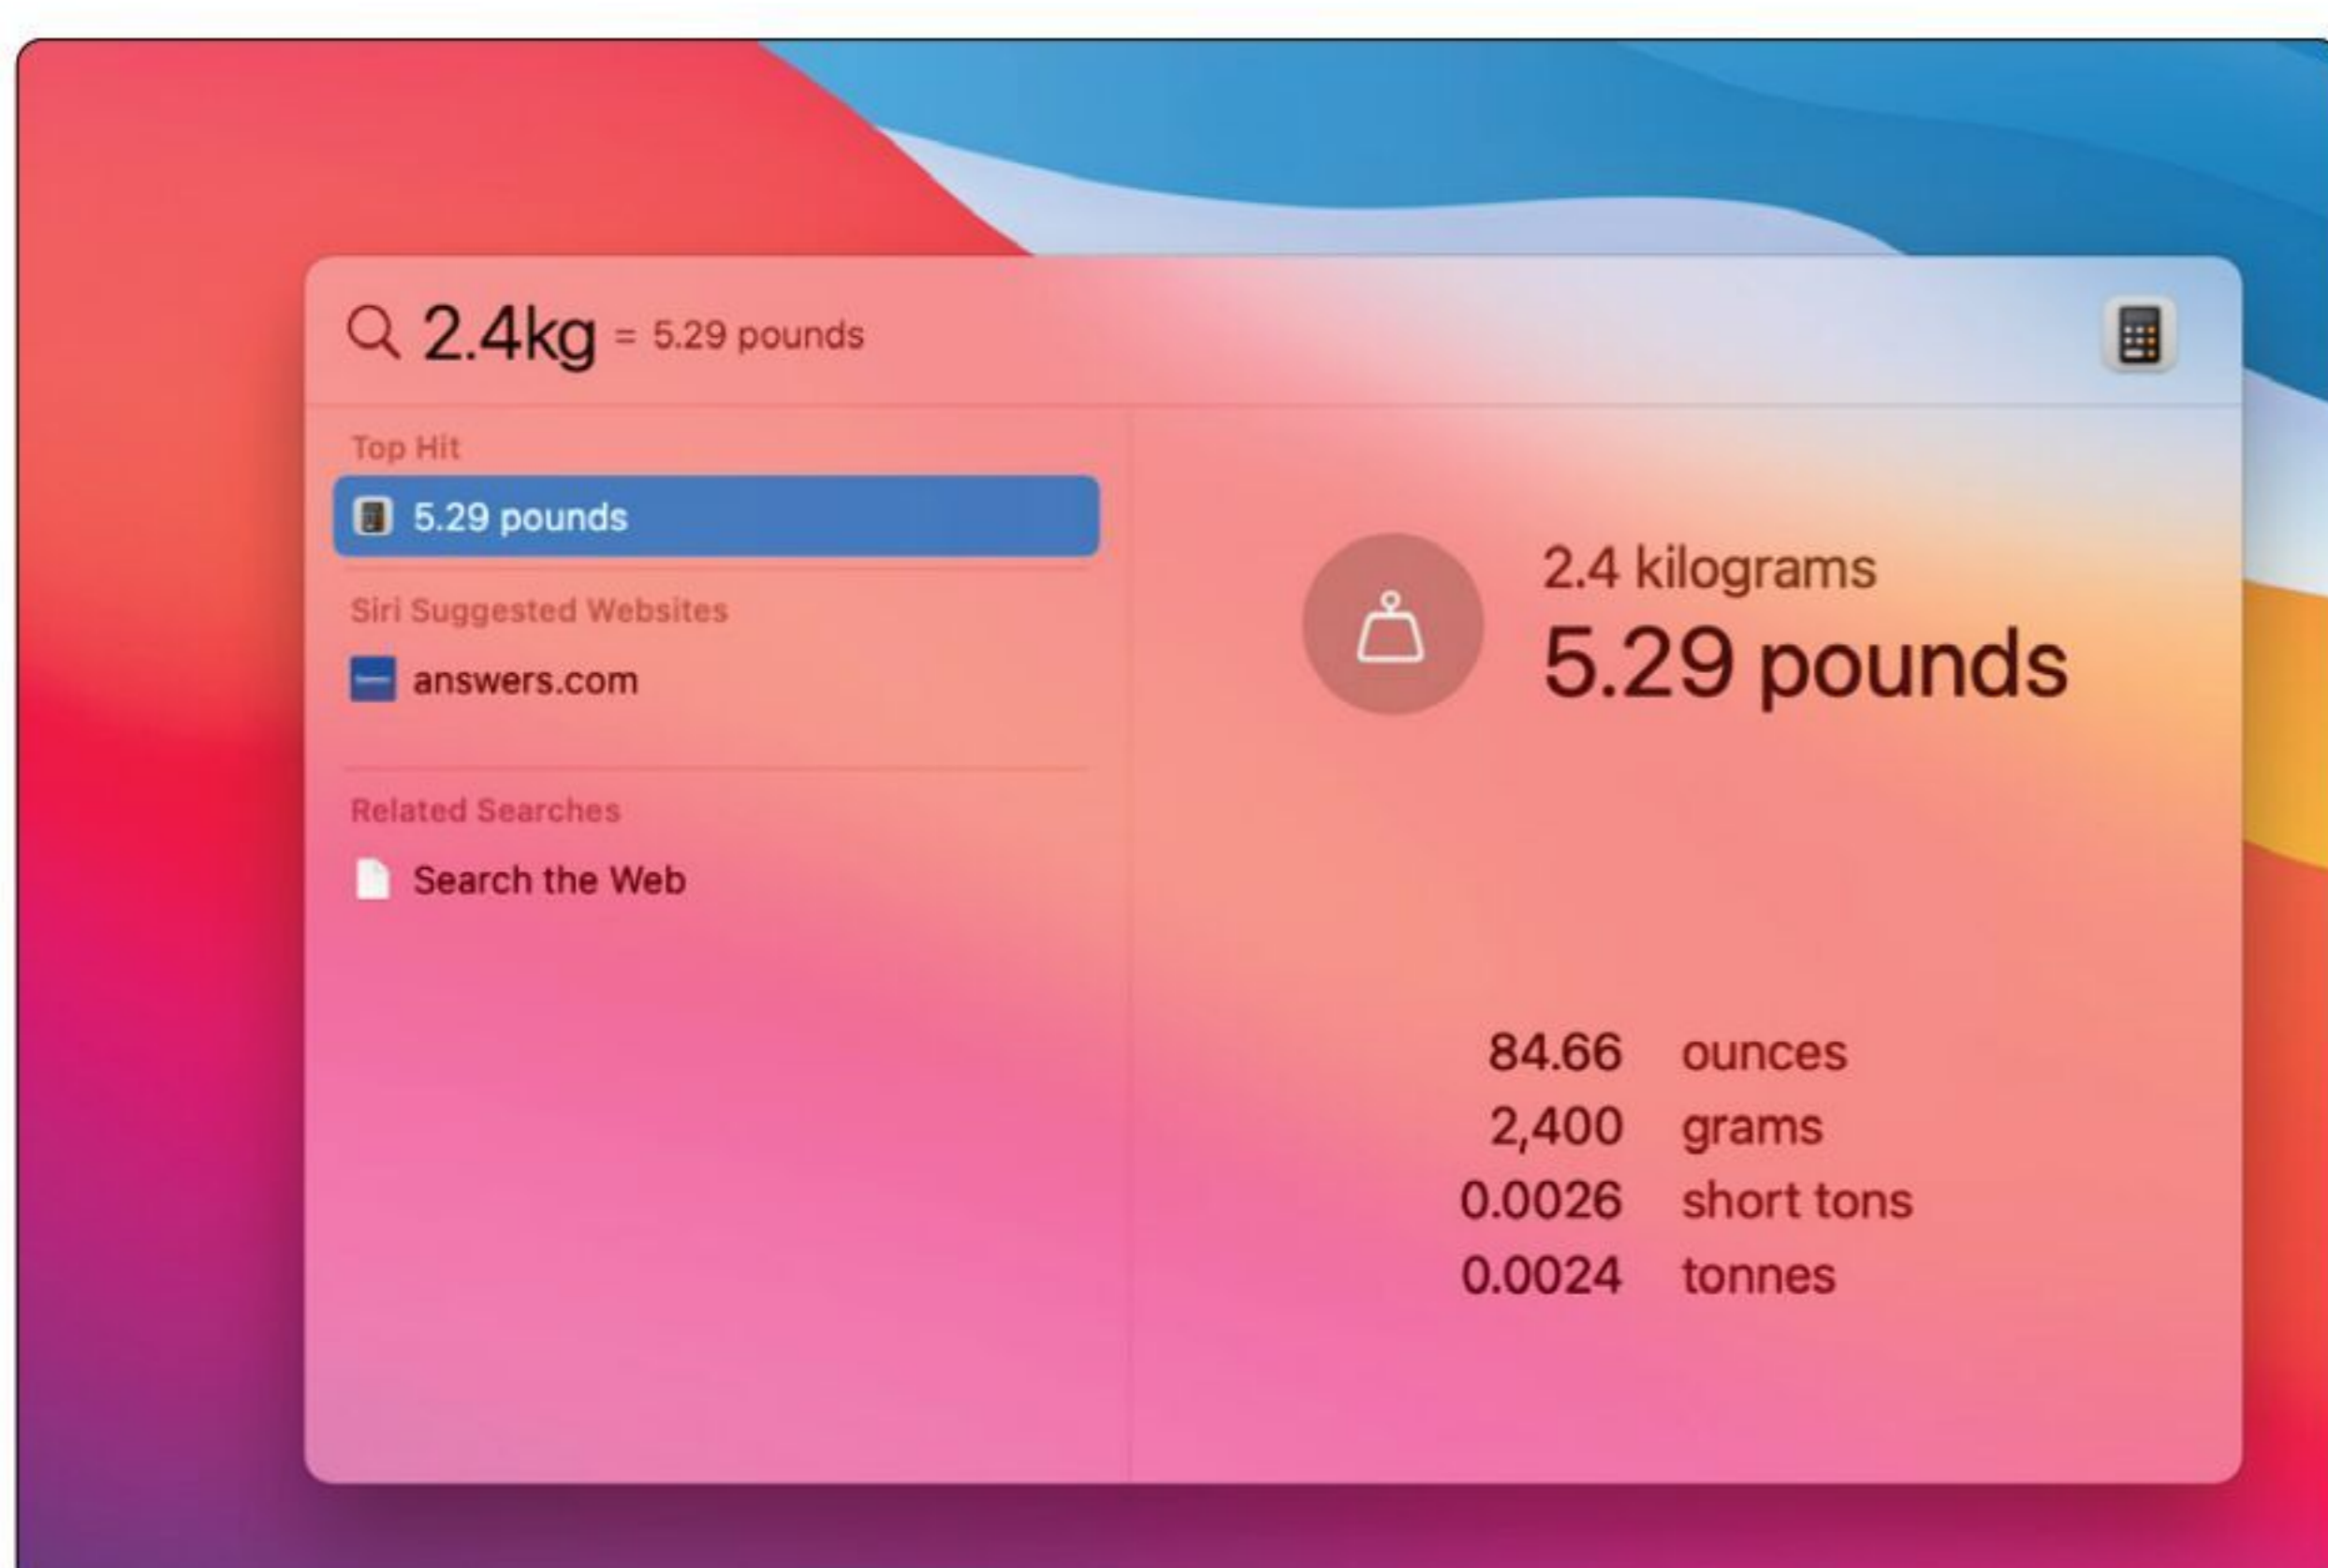 2.4kg = 5.29 pounds
Top Hit
5.29 pounds
Siri Suggested Websites
answers.com
Related Searches
Search the Web
2.4 kilograms
5.29 pounds
84.66 ounces
2,400 grams
0.0026 short tons
0.0024 tonnes